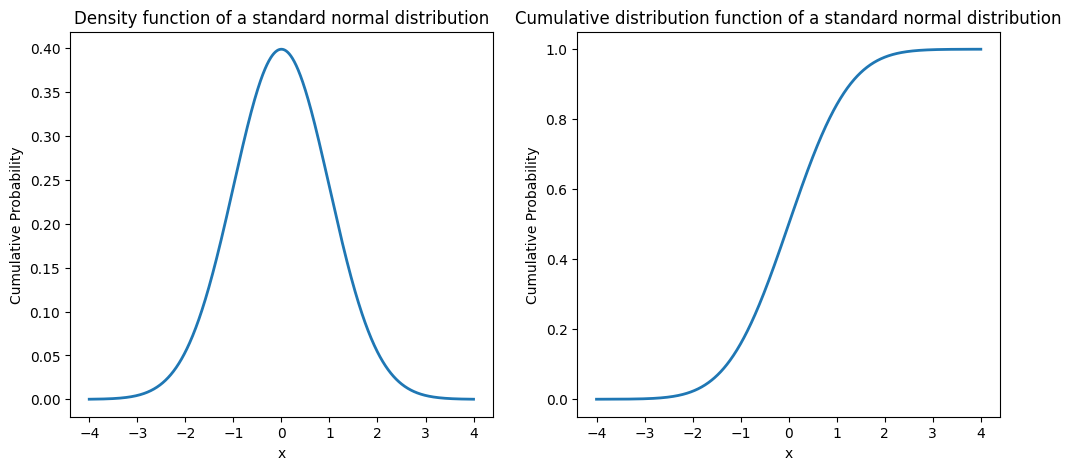 Density function of a standard normal distribution
Cumulative Probability
0.40
0.35
0.30
0.25
0.20
0.15
0.10
0.05
0.00
−4 −3 −2 −1 0 1 2 3 4
x
Cumulative distribution function of a standard normal distribution
Cumulative Probability
1.0
0.8
0.6
0.4
0.2
0.0
−4 −3 −2 −1 0 1 2 3 4
x